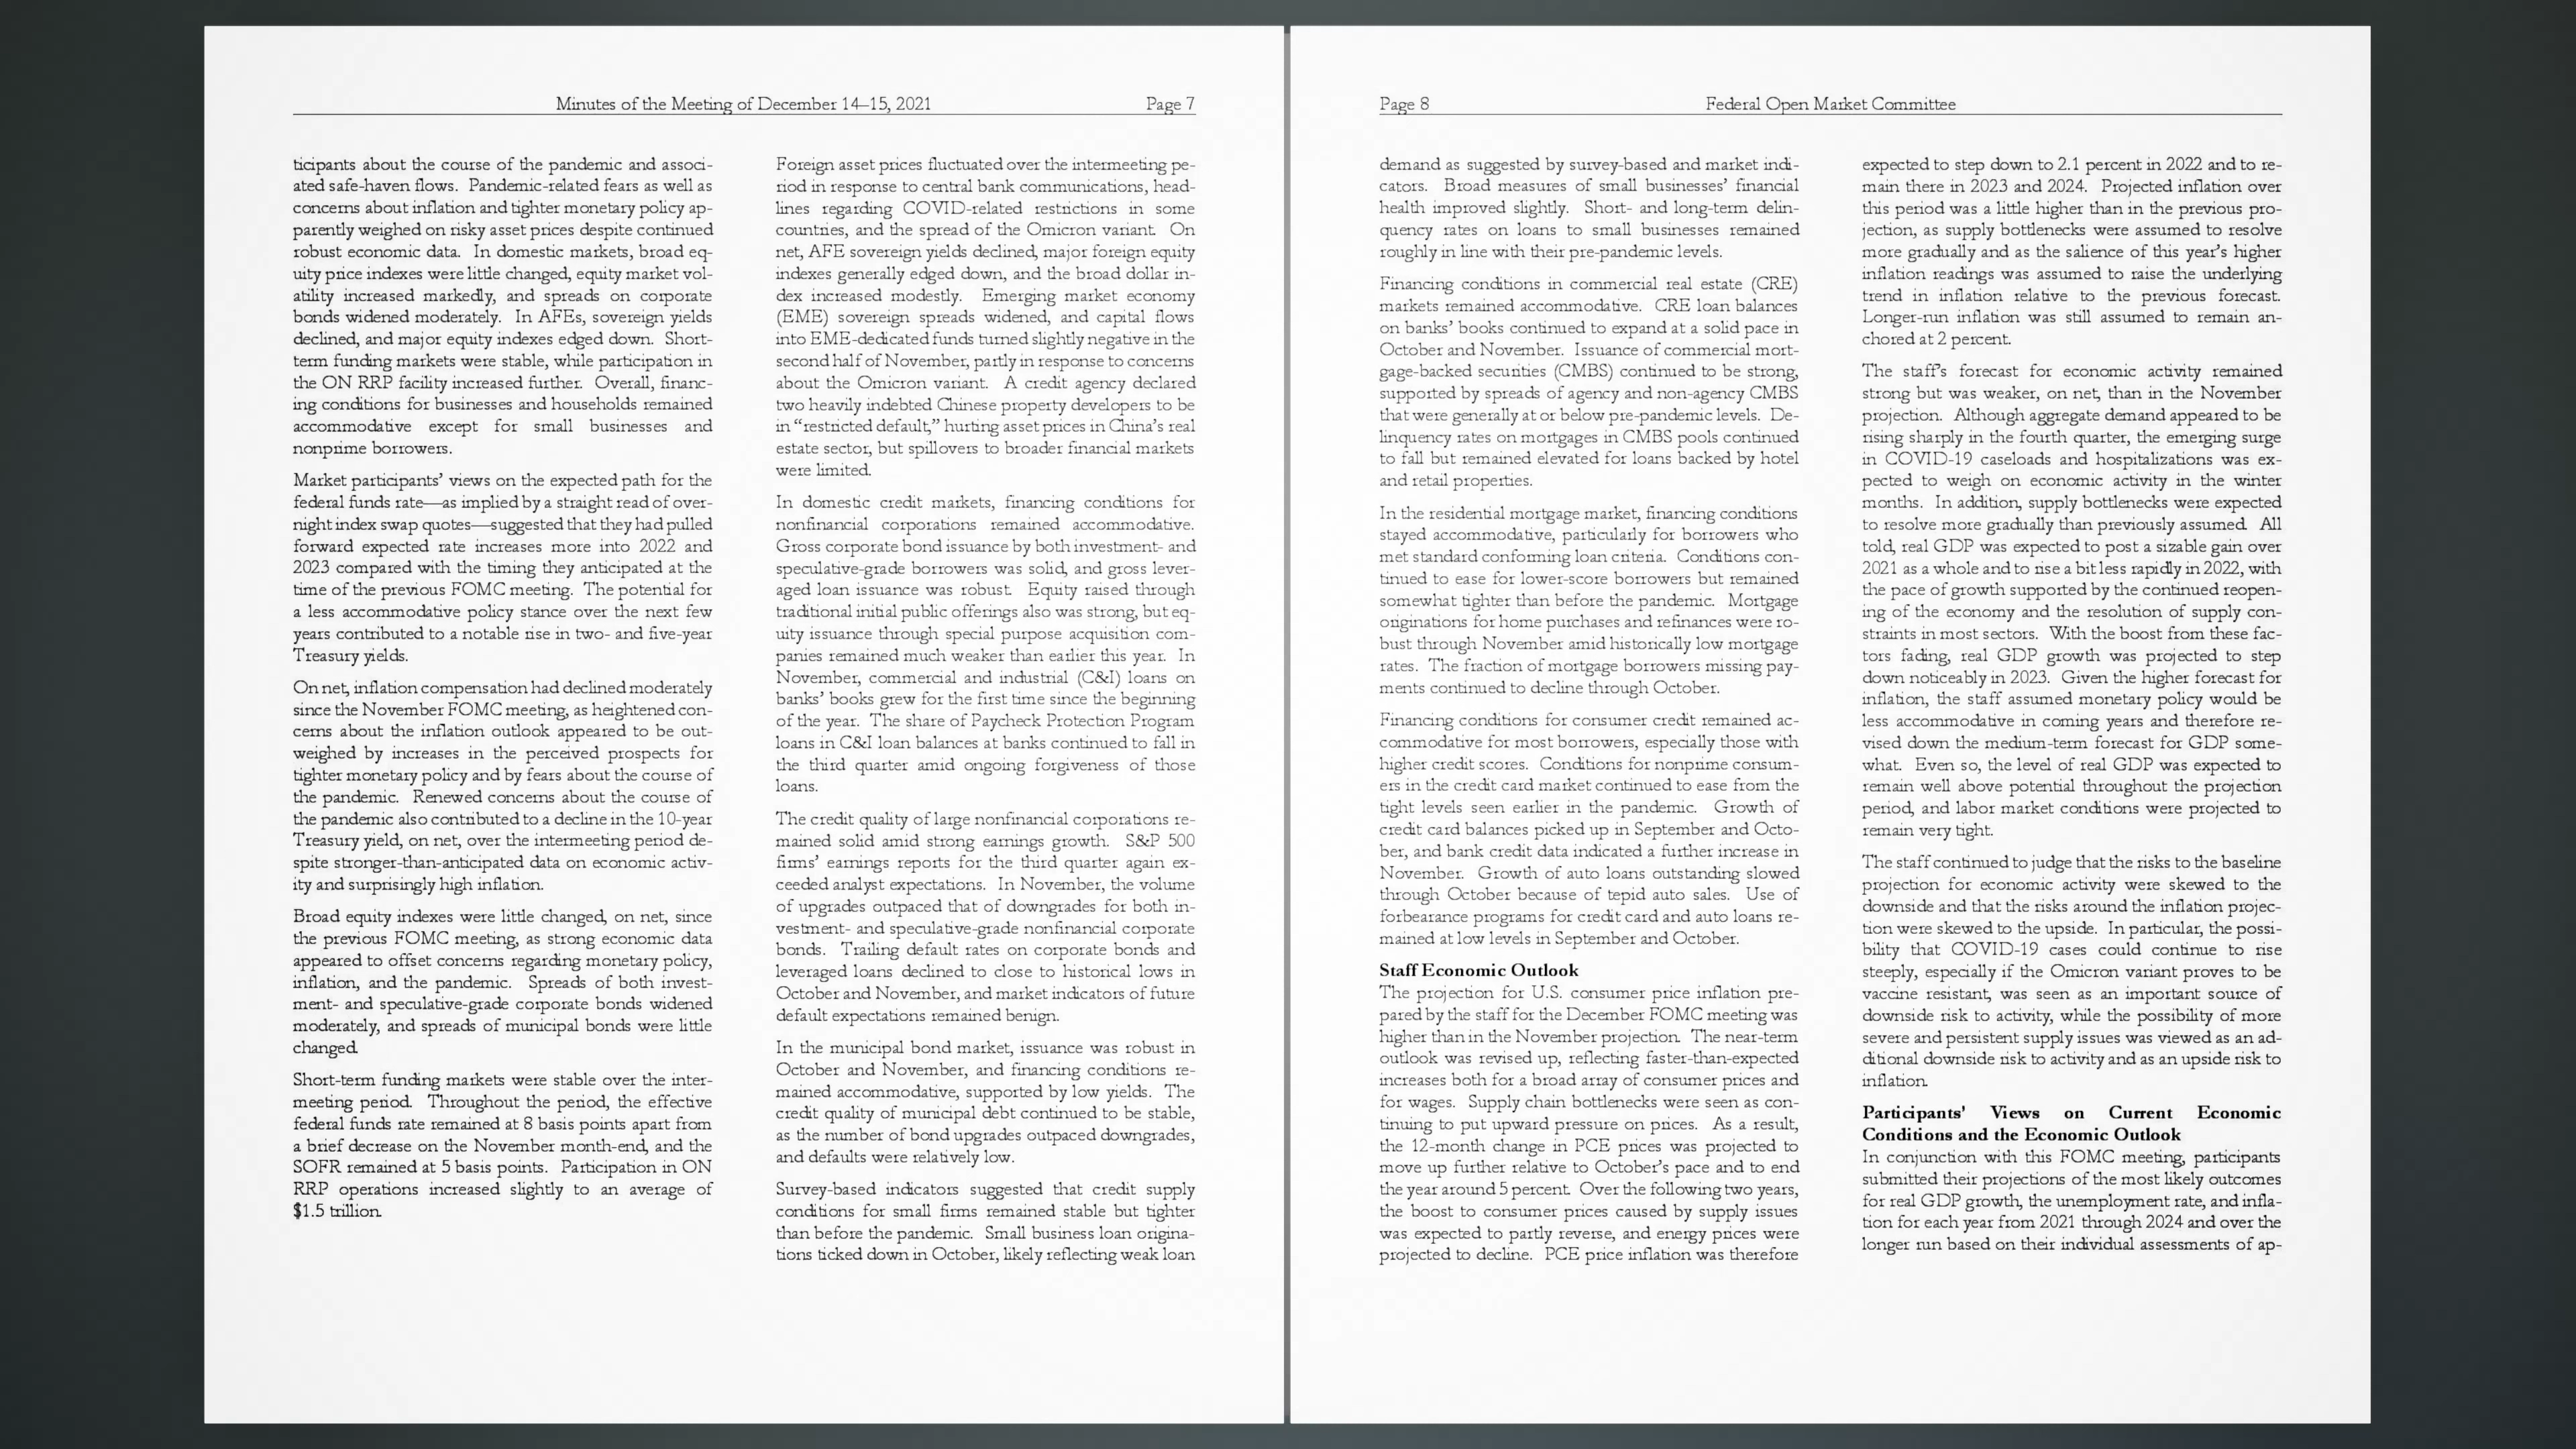 Minutes of the Meeting of December 14–15, 2021 Page 7
ticipants about the course of the pandemic and associ-
ated safe-haven flows. Pandemic-related fears as well as
concerns about inflation and tighter monetary policy ap-
parently weighed on risky asset prices despite continued
robust economic data. In domestic markets, broad eq-
uity price indexes were little changed, equity market vol-
atility increased markedly, and spreads on corporate
bonds widened moderately. In AFEs, sovereign yields
declined, and major equity indexes edged down. Short-
term funding markets were stable, while participation in
the ON RRP facility increased further. Overall, financ-
ing conditions for businesses and households remained
accommodative except for small businesses and
nonprime borrowers.
Market participants' views on the expected path for the
federal funds rate—as implied by a straight read of over-
night index swap quotes—suggested that they had pulled
forward expected rate increases more into 2022 and
2023 compared with the timing they anticipated at the
time of the previous FOMC meeting. The potential for
a less accommodative policy stance over the next few
years contributed to a notable rise in two- and five-year
Treasury yields.
On net, inflation compensation had declined moderately
since the November FOMC meeting, as heightened con-
cerns about the inflation outlook appeared to be out-
weighed by increases in the perceived prospects for
tighter monetary policy and by fears about the course of
the pandemic. Renewed concerns about the course of
the pandemic also contributed to a decline in the 10-year
Treasury yield, on net, over the intermeeting period de-
spite stronger-than-anticipated data on economic activ-
ity and surprisingly high inflation.
Broad equity indexes were little changed, on net, since
the previous FOMC meeting, as strong economic data
appeared to offset concerns regarding monetary policy,
inflation, and the pandemic. Spreads of both invest-
ment- and speculative-grade corporate bonds widened
moderately, and spreads of municipal bonds were little
changed.
Short-term funding markets were stable over the inter-
meeting period. Throughout the period, the effective
federal funds rate remained at 8 basis points apart from
a brief decrease on the November month-end, and the
SOFR remained at 5 basis points. Participation in ON
RRP operations increased slightly to an average of
$1.5 trillion.
Foreign asset prices fluctuated over the intermeeting pe-
riod in response to central bank communications, head-
lines regarding COVID-related restrictions in some
countries, and the spread of the Omicron variant. On
net, AFE sovereign yields declined, major foreign equity
indexes generally edged down, and the broad dollar in-
dex increased modestly. Emerging market economy
(EME) sovereign spreads widened, and capital flows
into EME-dedicated funds turned slightly negative in the
second half of November, partly in response to concerns
about the Omicron variant. A credit agency declared
two heavily indebted Chinese property developers to be
in “restricted default,” hurting asset prices in China's real
estate sector, but spillovers to broader financial markets
were limited.
In domestic credit markets, financing conditions for
nonfinancial corporations remained accommodative.
Gross corporate bond issuance by both investment- and
speculative-grade borrowers was solid, and gross lever-
aged loan issuance was robust. Equity raised through
traditional initial public offerings also was strong, but eq-
uity issuance through special purpose acquisition com-
panies remained much weaker than earlier this year. In
November, commercial and industrial (C&I) loans on
banks' books grew for the first time since the beginning
of the year. The share of Paycheck Protection Program
loans in C&I loan balances at banks continued to fall in
the third quarter amid ongoing forgiveness of those
loans.
The credit quality of large nonfinancial corporations re-
mained solid amid strong earnings growth. S&P 500
firms' earnings reports for the third quarter again ex-
ceeded analyst expectations. In November, the volume
of upgrades outpaced that of downgrades for both in-
vestment- and speculative-grade nonfinancial corporate
bonds. Trailing default rates on corporate bonds and
leveraged loans declined to close to historical lows in
October and November, and market indicators of future
default expectations remained benign.
In the municipal bond market, issuance was robust in
October and November, and financing conditions re-
mained accommodative, supported by low yields. The
credit quality of municipal debt continued to be stable,
as the number of bond upgrades outpaced downgrades,
and defaults were relatively low.
Survey-based indicators suggested that credit supply
conditions for small firms remained stable but tighter
than before the pandemic. Small business loan origina-
tions ticked down in October, likely reflecting weak loan
Page 8 Federal Open Market Committee
demand as suggested by survey-based and market indi-
cators. Broad measures of small businesses' financial
health improved slightly. Short- and long-term delin-
quency rates on loans to small businesses remained
roughly in line with their pre-pandemic levels.
Financing conditions in commercial real estate (CRE)
markets remained accommodative. CRE loan balances
on banks' books continued to expand at a solid pace in
October and November. Issuance of commercial mort-
gage-backed securities (CMBS) continued to be strong,
supported by spreads of agency and non-agency CMBS
that were generally at or below pre-pandemic levels. De-
linquency rates on mortgages in CMBS pools continued
to fall but remained elevated for loans backed by hotel
and retail properties.
In the residential mortgage market, financing conditions
stayed accommodative, particularly for borrowers who
met standard conforming loan criteria. Conditions con-
tinued to ease for lower-score borrowers but remained
somewhat tighter than before the pandemic. Mortgage
originations for home purchases and refinances were ro-
bust through November amid historically low mortgage
rates. The fraction of mortgage borrowers missing pay-
ments continued to decline through October.
Financing conditions for consumer credit remained ac-
commodative for most borrowers, especially those with
higher credit scores. Conditions for nonprime consum-
ers in the credit card market continued to ease from the
tight levels seen earlier in the pandemic. Growth of
credit card balances picked up in September and Octo-
ber, and bank credit data indicated a further increase in
November. Growth of auto loans outstanding slowed
through October because of tepid auto sales. Use of
forbearance programs for credit card and auto loans re-
mained at low levels in September and October.
Staff Economic Outlook
The projection for U.S. consumer price inflation pre-
pared by the staff for the December FOMC meeting was
higher than in the November projection. The near-term
outlook was revised up, reflecting faster-than-expected
increases both for a broad array of consumer prices and
for wages. Supply chain bottlenecks were seen as con-
tinuing to put upward pressure on prices. As a result,
the 12-month change in PCE prices was projected to
move up further relative to October's pace and to end
the year around 5 percent. Over the following two years,
the boost to consumer prices caused by supply issues
was expected to partly reverse, and energy prices were
projected to decline. PCE price inflation was therefore
expected to step down to 2.1 percent in 2022 and to re-
main there in 2023 and 2024. Projected inflation over
this period was a little higher than in the previous pro-
jection, as supply bottlenecks were assumed to resolve
more gradually and as the salience of this year's higher
inflation readings was assumed to raise the underlying
trend in inflation relative to the previous forecast.
Longer-run inflation was still assumed to remain an-
chored at 2 percent.
The staff's forecast for economic activity remained
strong but was weaker, on net, than in the November
projection. Although aggregate demand appeared to be
rising sharply in the fourth quarter, the emerging surge
in COVID-19 caseloads and hospitalizations was ex-
pected to weigh on economic activity in the winter
months. In addition, supply bottlenecks were expected
to resolve more gradually than previously assumed. All
told, real GDP was expected to post a sizable gain over
2021 as a whole and to rise a bit less rapidly in 2022, with
the pace of growth supported by the continued reopen-
ing of the economy and the resolution of supply con-
straints in most sectors. With the boost from these fac-
tors fading, real GDP growth was projected to step
down noticeably in 2023. Given the higher forecast for
inflation, the staff assumed monetary policy would be
less accommodative in coming years and therefore re-
vised down the medium-term forecast for GDP some-
what. Even so, the level of real GDP was expected to
remain well above potential throughout the projection
period, and labor market conditions were projected to
remain very tight.
The staff continued to judge that the risks to the baseline
projection for economic activity were skewed to the
downside and that the risks around the inflation projec-
tion were skewed to the upside. In particular, the possi-
bility that COVID-19 cases could continue to rise
steeply, especially if the Omicron variant proves to be
vaccine resistant, was seen as an important source of
downside risk to activity, while the possibility of more
severe and persistent supply issues was viewed as an ad-
ditional downside risk to activity and as an upside risk to
inflation.
Participants' Views on Current Economic
Conditions and the Economic Outlook
In conjunction with this FOMC meeting, participants
submitted their projections of the most likely outcomes
for real GDP growth, the unemployment rate, and infla-
tion for each year from 2021 through 2024 and over the
longer run based on their individual assessments of ap-